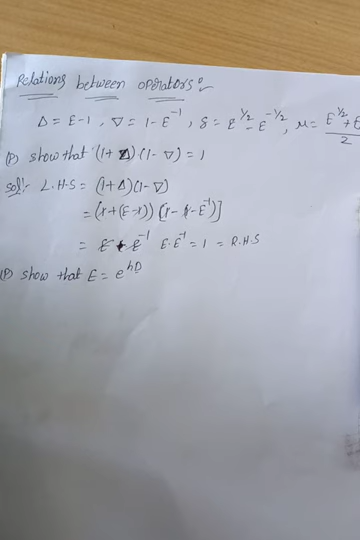 Relations between operators:-
Δ = E-1, ∇ = 1-E⁻¹, δ = E^1/2 - E^-1/2, μ = E^1/2 + E / 2
(P) show that (1+Δ)(1-∇) = 1
Sol:- L.H.S = (1+Δ)(1-∇)
= (1+(E-1)) (1-(1-E⁻¹)]
= E·E⁻¹ E.E⁻¹ = 1 = R.H.S
(P) show that E = e^hD